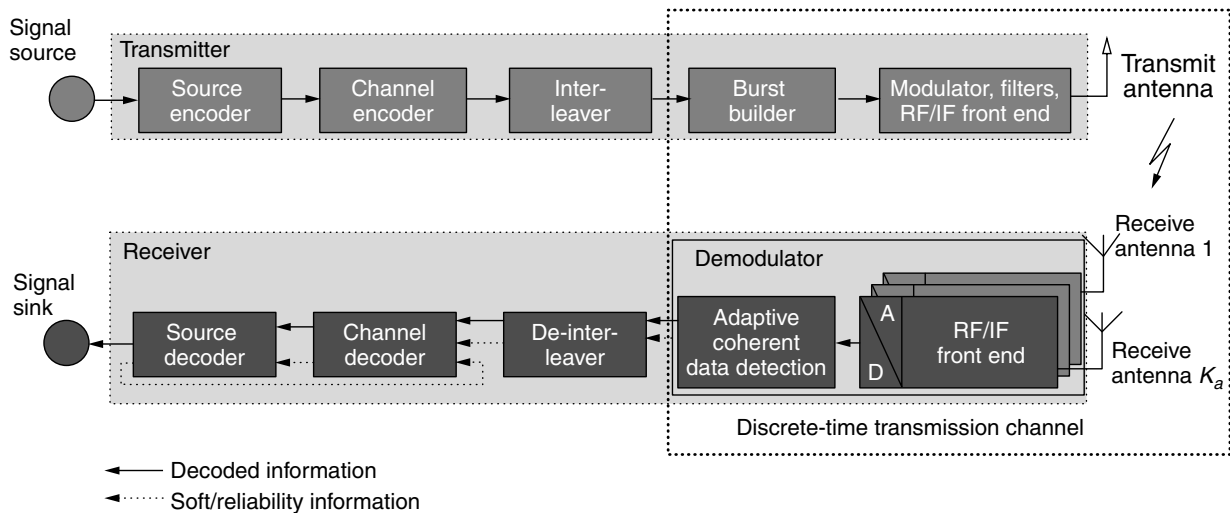 Signal
source
Transmitter
Source
encoder
Channel
encoder
Inter-
leaver
Burst
builder
Modulator, filters,
RF/IF front end
Transmit
antenna
Receiver
Demodulator
Receive
antenna 1
Signal
sink
Source
decoder
Channel
decoder
De-inter-
leaver
Adaptive
coherent
data detection
A
D
RF/IF
front end
Receive
antenna Ka
Discrete-time transmission channel
Decoded information
Soft/reliability information